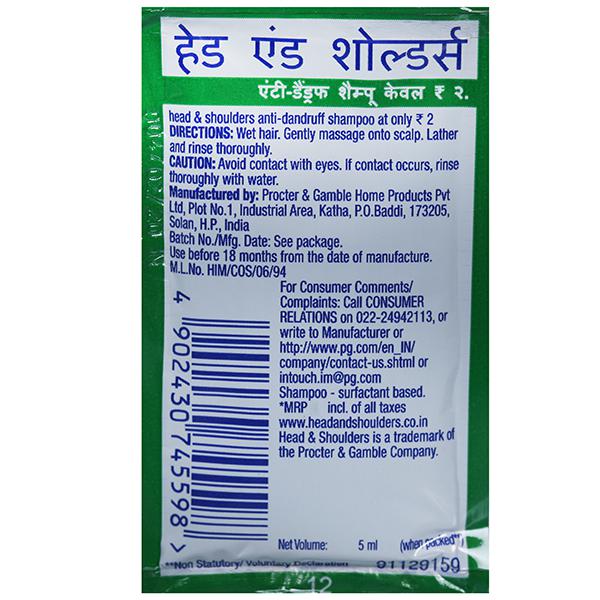 हेड एंड शोल्डर्स
एंटी-डैंड्रफ शैम्पू केवल ₹ २.
head & shoulders anti-dandruff shampoo at only ₹ 2
DIRECTIONS: Wet hair. Gently massage onto scalp. Lather
and rinse thoroughly.
CAUTION: Avoid contact with eyes. If contact occurs, rinse
thoroughly with water.
Manufactured by: Procter & Gamble Home Products Pvt
Ltd, Plot No.1, Industrial Area, Katha, P.O.Baddi, 173205,
Solan, H.P., India
Batch No./Mfg. Date: See package.
Use before 18 months from the date of manufacture.
M.L.No. HIM/COS/06/94
For Consumer Comments/
Complaints: Call CONSUMER
RELATIONS on 022-24942113, or
write to Manufacturer or
http://www.pg.com/en_IN/
company/contact-us.shtml or
intouch.im@pg.com
Shampoo - surfactant based.
*MRP incl. of all taxes
www.headandshoulders.co.in
Head & Shoulders is a trademark of
the Procter & Gamble Company.
4 902430 745598 >
Net Volume: 5 ml (when packed**)
**Non Statutory/ Voluntary Declaration 91129159
12